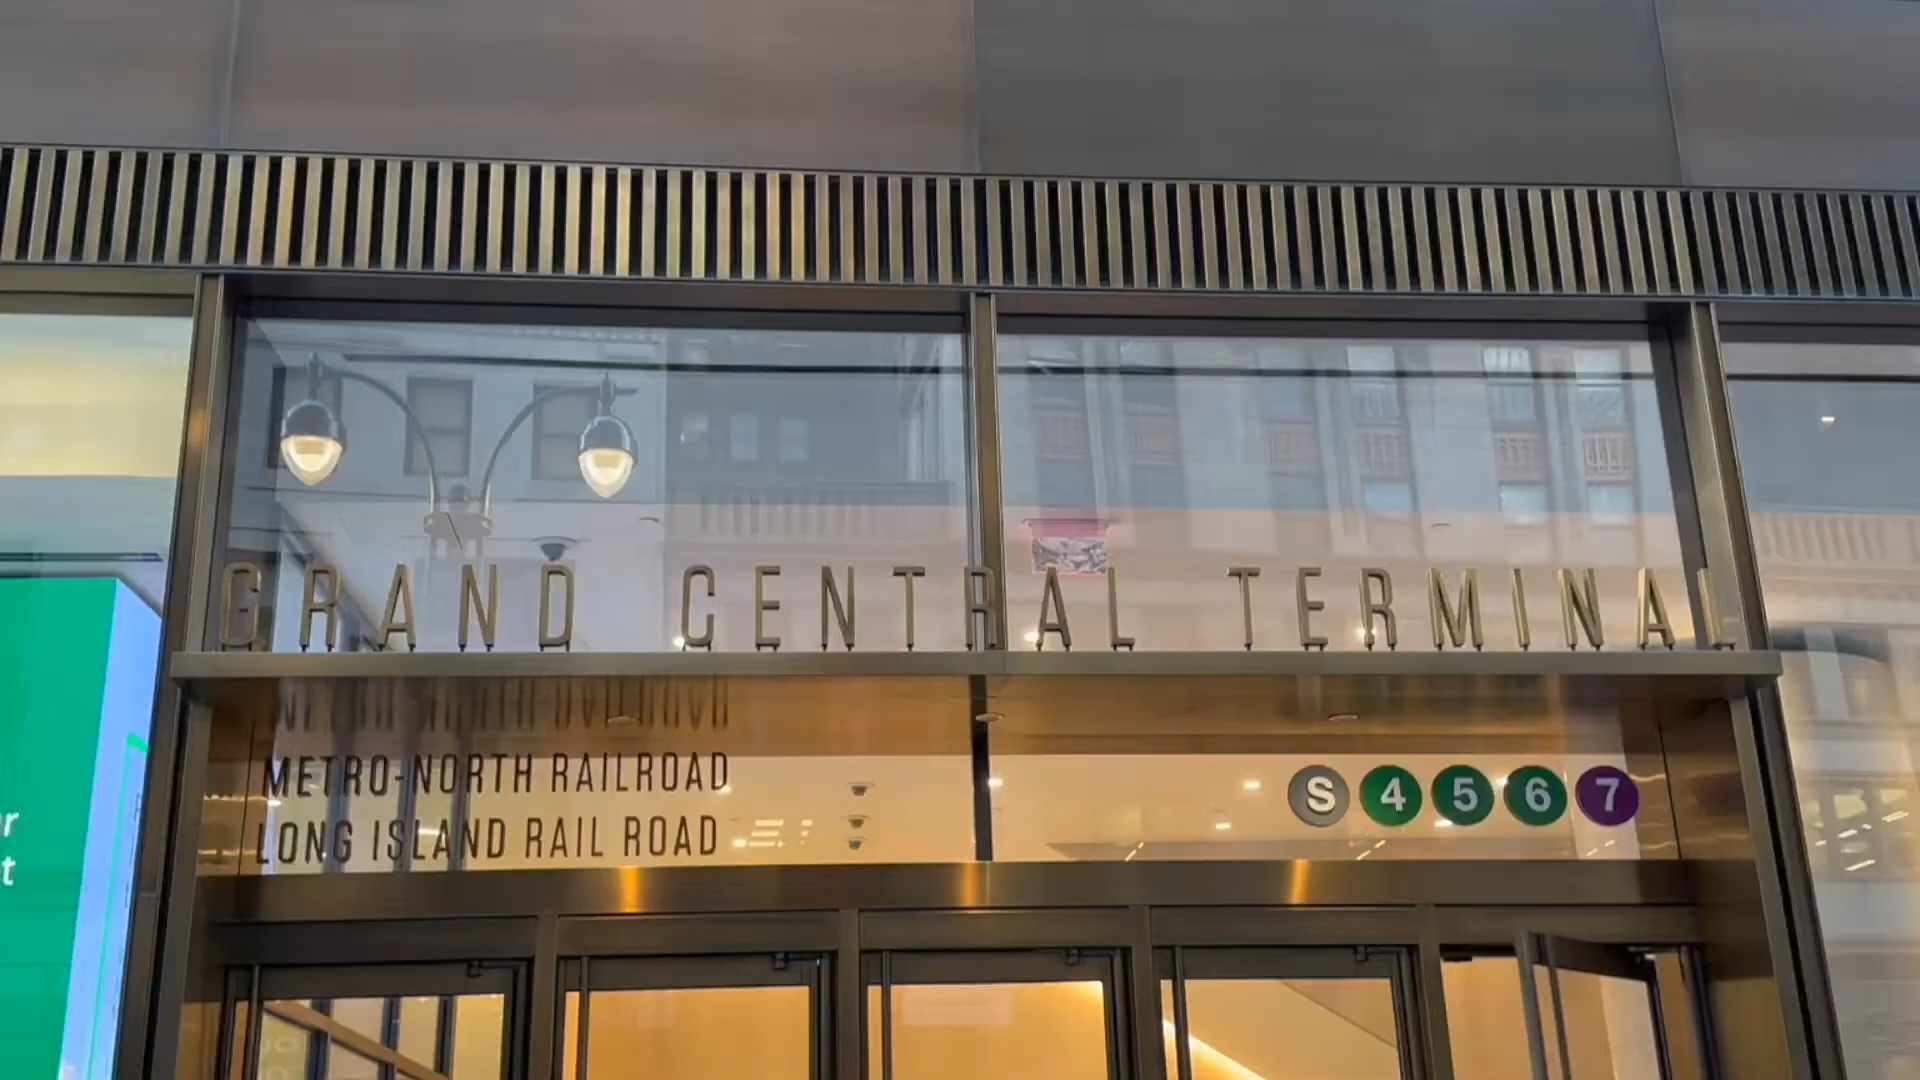 GRAND CENTRAL TERMINAL
METRO-NORTH RAILROAD
LONG ISLAND RAIL ROAD
S 4 5 6 7